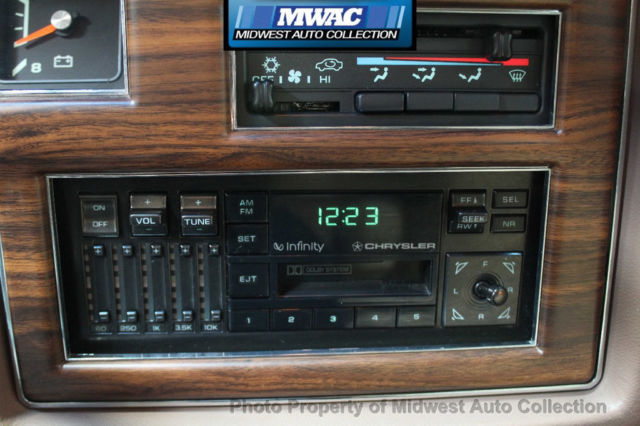 MWAC
MIDWEST AUTO COLLECTION
8
OFF HI
ON
OFF
+
VOL
-
+
TUNE
-
AM
FM
SET
EJT
12:23
Infinity
CHRYSLER
DOLBY SYSTEM
FF
SEEK
RW
SEL
NR
F
L R
L R
R
60 250 1K 3.5K 10K
1 2 3 4 5
Photo Property of Midwest Auto Collection